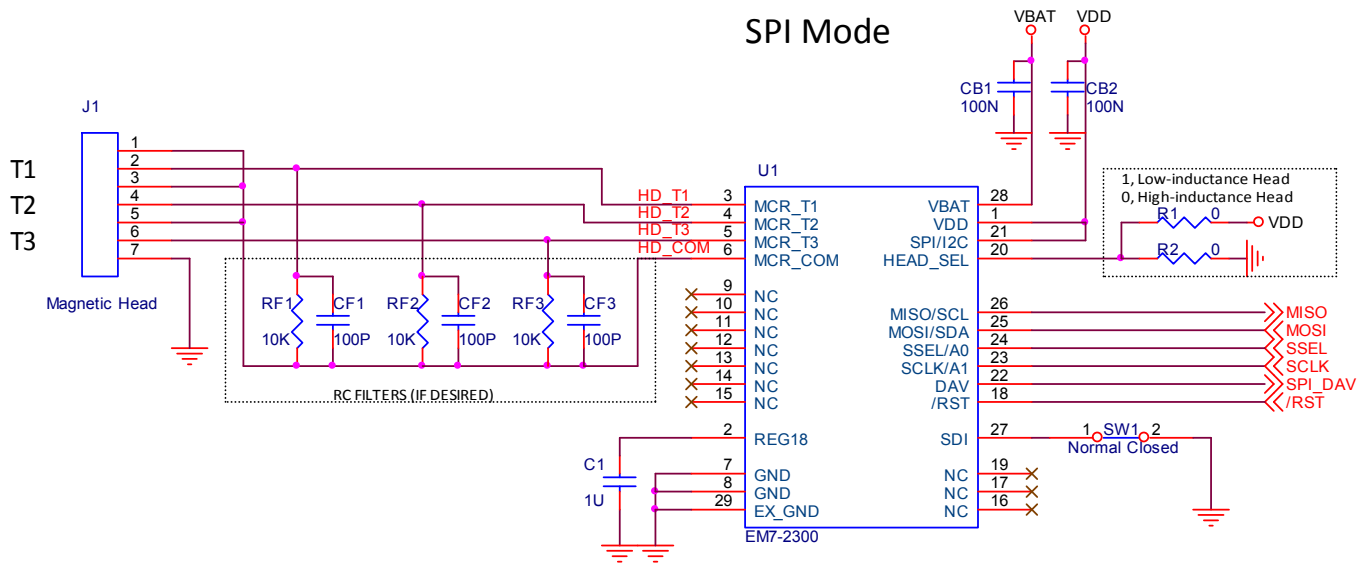 SPI Mode
VBAT VDD
CB1 100N
CB2 100N
J1
1
T1 2
3
T2 4
5
T3 6
7
Magnetic Head
HD_T1
HD_T2
HD_T3
HD_COM
RF1 10K
CF1 100P
RF2 10K
CF2 100P
RF3 10K
CF3 100P
RC FILTERS (IF DESIRED)
C1
1U
U1
3 MCR_T1
4 MCR_T2
5 MCR_T3
6 MCR_COM
9 NC
10 NC
11 NC
12 NC
13 NC
14 NC
15 NC
2 REG18
7 GND
8 GND
29 EX_GND
VBAT 28
VDD 1
SPI/I2C 21
HEAD_SEL 20
MISO/SCL 26 MISO
MOSI/SDA 25 MOSI
SSEL/A0 24 SSEL
SCLK/A1 23 SCLK
DAV 22 SPI_DAV
/RST 18 /RST
SDI 27
NC 19
NC 17
NC 16
EM7-2300
1, Low-inductance Head
0, High-inductance Head
R1 0 VDD
R2 0
1 SW1 2
Normal Closed